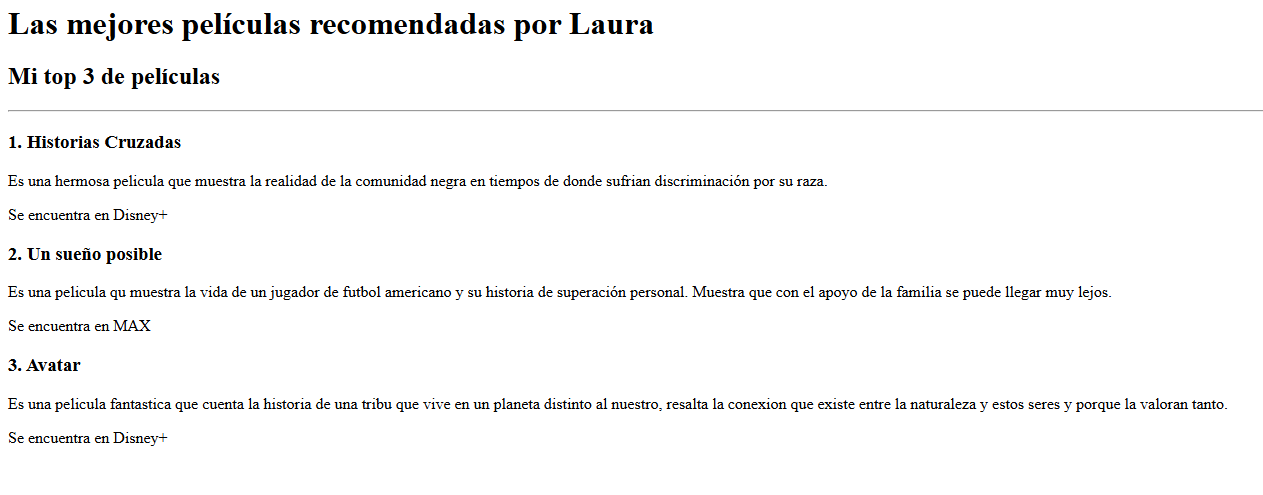 Las mejores películas recomendadas por Laura
Mi top 3 de películas
1. Historias Cruzadas
Es una hermosa pelicula que muestra la realidad de la comunidad negra en tiempos de donde sufrian discriminación por su raza.
Se encuentra en Disney+
2. Un sueño posible
Es una pelicula qu muestra la vida de un jugador de futbol americano y su historia de superación personal. Muestra que con el apoyo de la familia se puede llegar muy lejos.
Se encuentra en MAX
3. Avatar
Es una pelicula fantastica que cuenta la historia de una tribu que vive en un planeta distinto al nuestro, resalta la conexion que existe entre la naturaleza y estos seres y porque la valoran tanto.
Se encuentra en Disney+